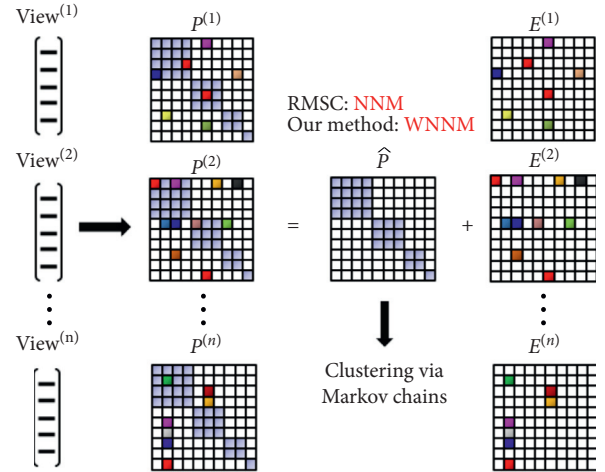 View⁽¹⁾
P⁽¹⁾
E⁽¹⁾
RMSC: NNM
Our method: WNNM
View⁽²⁾
P⁽²⁾
P̂
E⁽²⁾
=
+
View⁽ⁿ⁾
P⁽ⁿ⁾
E⁽ⁿ⁾
Clustering via
Markov chains